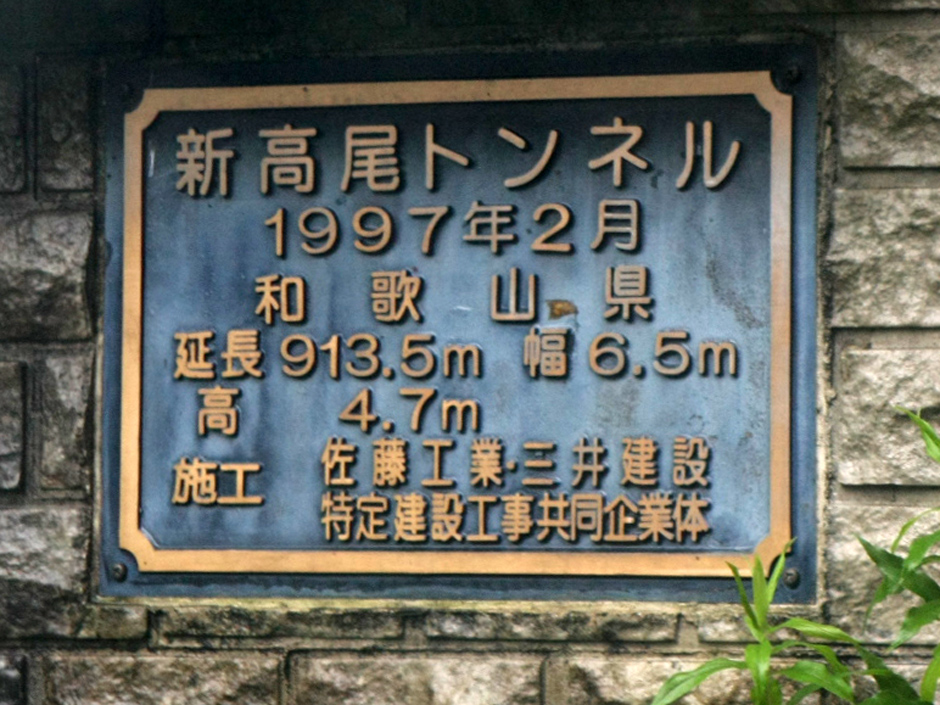 新高尾トンネル
1997年2月
和歌山県
延長 913.5m 幅 6.5m
高 4.7m
施工 佐藤工業・三井建設
特定建設工事共同企業体